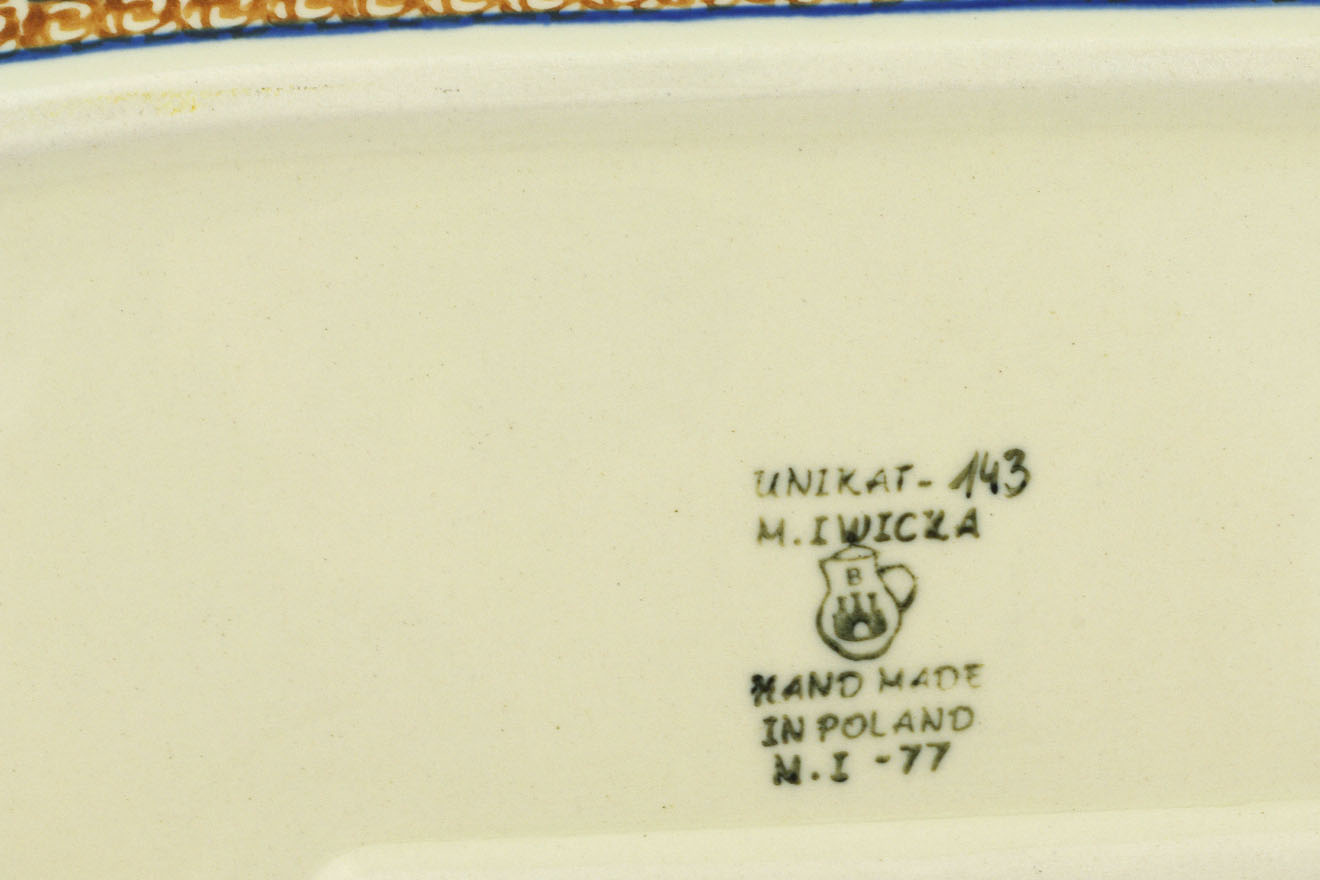 UNIKAT- 143
M. IWICKA
B
HAND MADE
IN POLAND
M.I -77